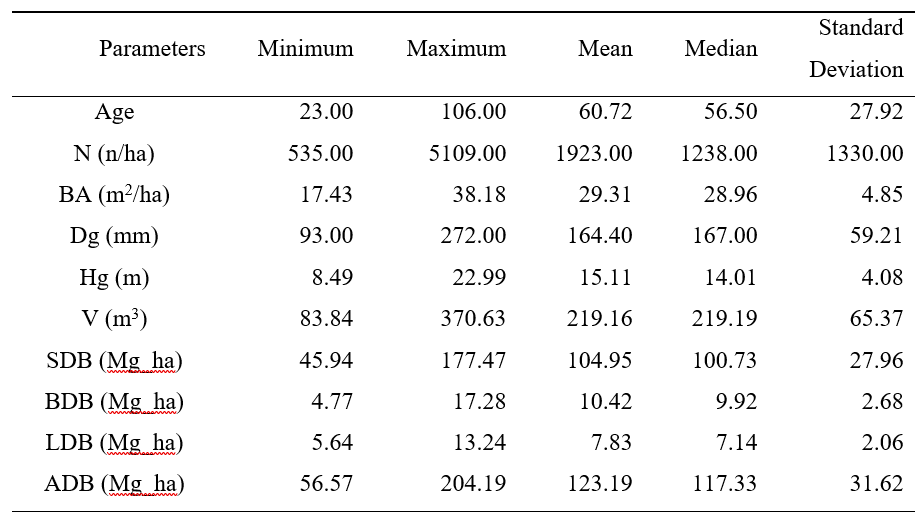 Parameters Minimum Maximum Mean Median Standard Deviation
Age 23.00 106.00 60.72 56.50 27.92
N (n/ha) 535.00 5109.00 1923.00 1238.00 1330.00
BA (m²/ha) 17.43 38.18 29.31 28.96 4.85
Dg (mm) 93.00 272.00 164.40 167.00 59.21
Hg (m) 8.49 22.99 15.11 14.01 4.08
V (m³) 83.84 370.63 219.16 219.19 65.37
SDB (Mg_ha) 45.94 177.47 104.95 100.73 27.96
BDB (Mg_ha) 4.77 17.28 10.42 9.92 2.68
LDB (Mg_ha) 5.64 13.24 7.83 7.14 2.06
ADB (Mg_ha) 56.57 204.19 123.19 117.33 31.62